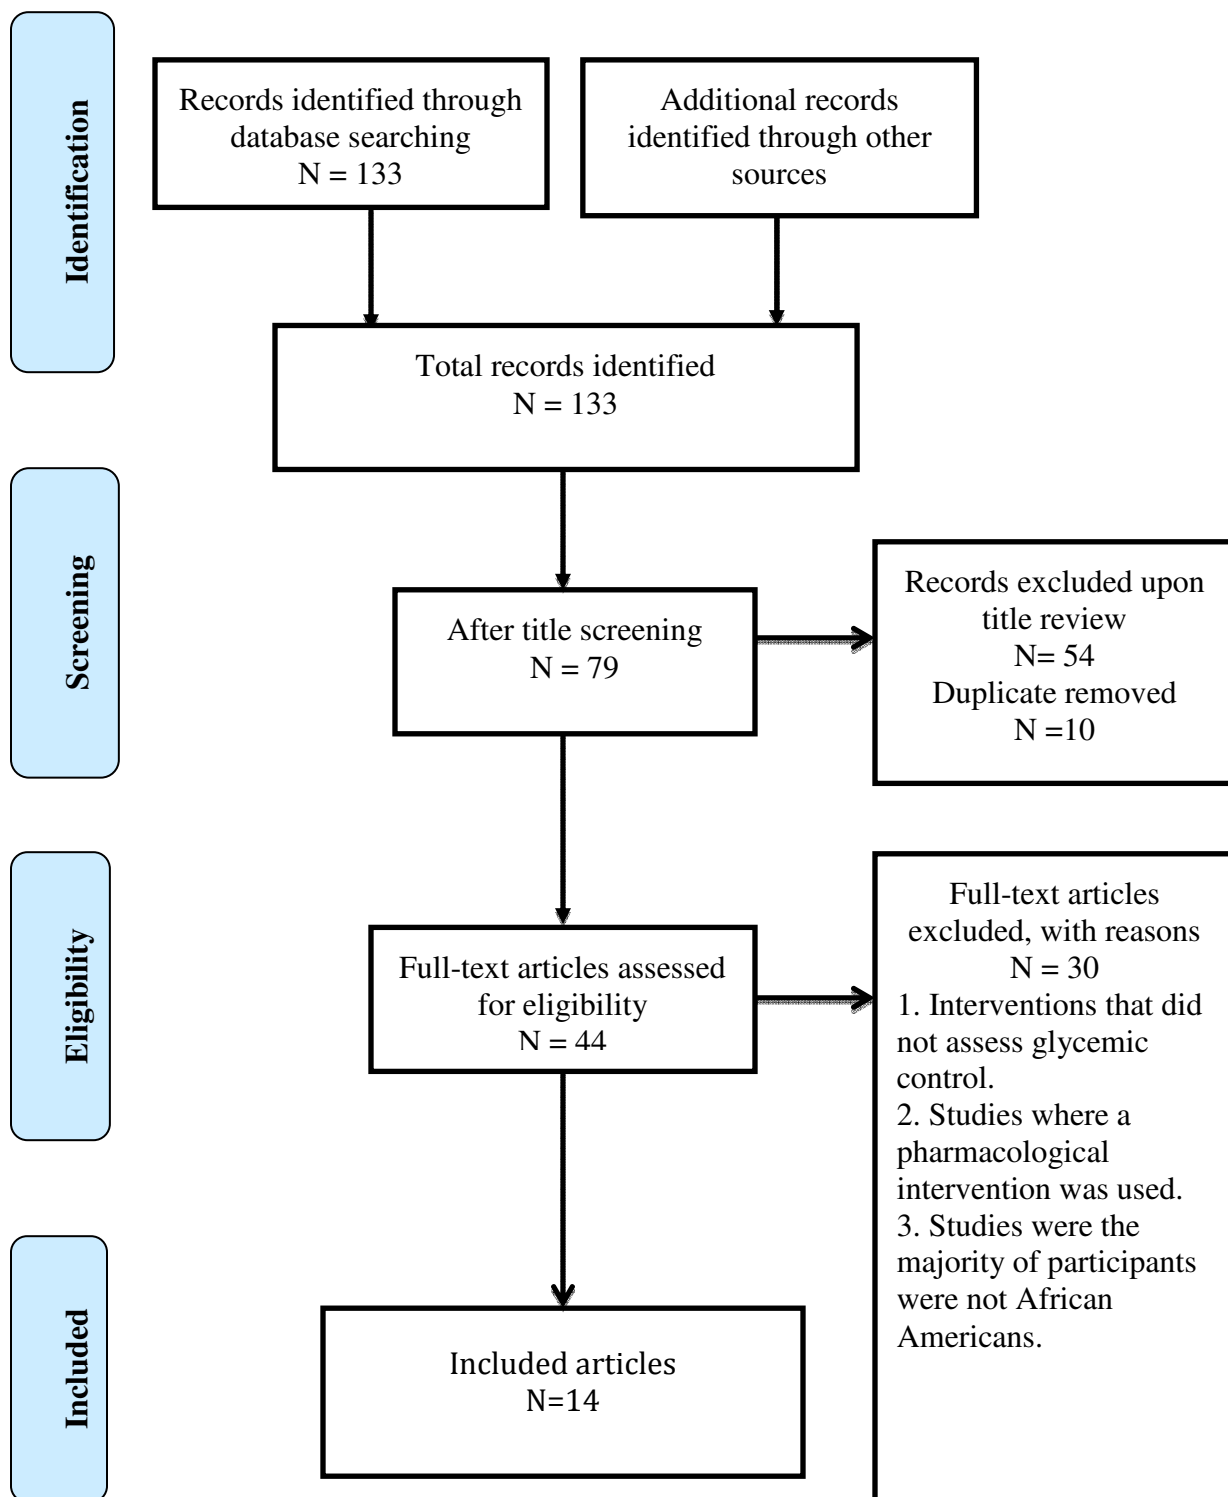 Identification
Records identified through
database searching
N = 133
Additional records
identified through other
sources
Total records identified
N = 133
Screening
After title screening
N = 79
Records excluded upon
title review
N= 54
Duplicate removed
N =10
Eligibility
Full-text articles assessed
for eligibility
N = 44
Full-text articles
excluded, with reasons
N = 30
1. Interventions that did
not assess glycemic
control.
2. Studies where a
pharmacological
intervention was used.
3. Studies were the
majority of participants
were not African
Americans.
Included
Included articles
N=14